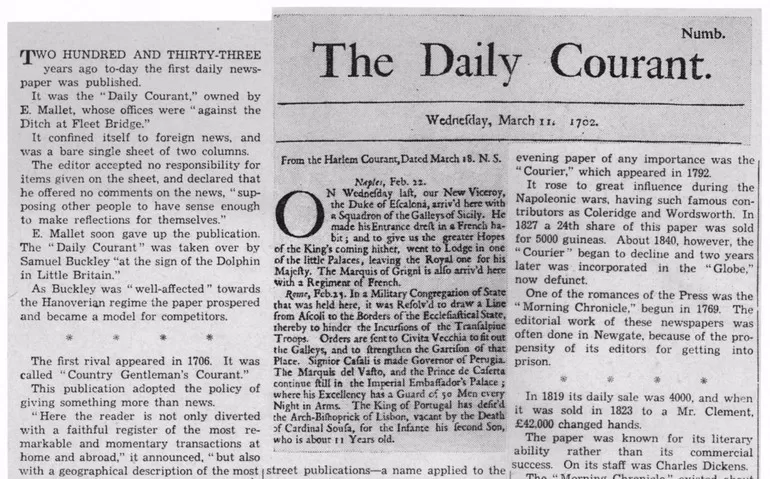 TWO HUNDRED AND THIRTY-THREE
years ago to-day the first daily news-
paper was published.
It was the "Daily Courant," owned by
E. Mallet, whose offices were "against the
Ditch at Fleet Bridge."
It confined itself to foreign news, and
was a bare single sheet of two columns.
The editor accepted no responsibility for
items given on the sheet, and declared that
he offered no comments on the news, "sup-
posing other people to have sense enough
to make reflections for themselves."
E. Mallet soon gave up the publication.
The "Daily Courant" was taken over by
Samuel Buckley "at the sign of the Dolphin
in Little Britain."
As Buckley was "well-affected" towards
the Hanoverian regime the paper prospered
and became a model for competitors.
* * * *
The first rival appeared in 1706. It was
called "Country Gentleman's Courant."
This publication adopted the policy of
giving something more than news.
"Here the reader is not only diverted
with a faithful register of the most re-
markable and momentary transactions at
home and abroad," it announced, "but also
with a geographical description of the most
Numb.
The Daily Courant.
Wedneſday, March 11. 1702.
From the Harlem Courant, Dated March 18. N. S.
Naples, Feb. 22.
ON Wedneſday laſt, our New Viceroy,
the Duke of Eſcalona, arriv'd here with
a Squadron of the Galleys of Sicily. He
made his Entrance dreſt in a French ha-
bit; and to give us the greater Hopes
of the King's coming hither, went to Lodge in one
of the little Palaces, leaving the Royal one for his
Majeſty. The Marquis of Grigni is alſo arriv'd here
with a Regiment of French.
Rome, Feb. 25. In a Military Congregation of State
that was held here, it was Reſolv'd to draw a Line
from Aſcoli to the Borders of the Eccleſiaſtical State,
thereby to hinder the Incurſions of the Tranſalpine
Troops. Orders are ſent to Civita Vecchia to fit out
the Galleys, and to ſtrengthen the Garriſon of that
Place. Signior Caſali is made Governor of Perugia.
The Marquis del Vaſto, and the Prince de Caſerta
continue ſtill in the Imperial Embaſſador's Palace;
where his Excellency has a Guard of 50 Men every
Night in Arms. The King of Portugal has deſir'd
the Arch-Biſhoprick of Lisbon, vacant by the Death
of Cardinal Souſa, for the Infante his ſecond Son,
who is about 11 Years old.
street publications—a name applied to the
evening paper of any importance was the
"Courier," which appeared in 1792.
It rose to great influence during the
Napoleonic wars, having such famous con-
tributors as Coleridge and Wordsworth. In
1827 a 24th share of this paper was sold
for 5000 guineas. About 1840, however, the
"Courier" began to decline and two years
later was incorporated in the "Globe,"
now defunct.
One of the romances of the Press was the
"Morning Chronicle," begun in 1769. The
editorial work of these newspapers was
often done in Newgate, because of the pro-
pensity of its editors for getting into
prison.
* * * *
In 1819 its daily sale was 4000, and when
it was sold in 1823 to a Mr. Clement,
£42,000 changed hands.
The paper was known for its literary
ability rather than its commercial
success. On its staff was Charles Dickens.
The "Morning Chronicle" existed about